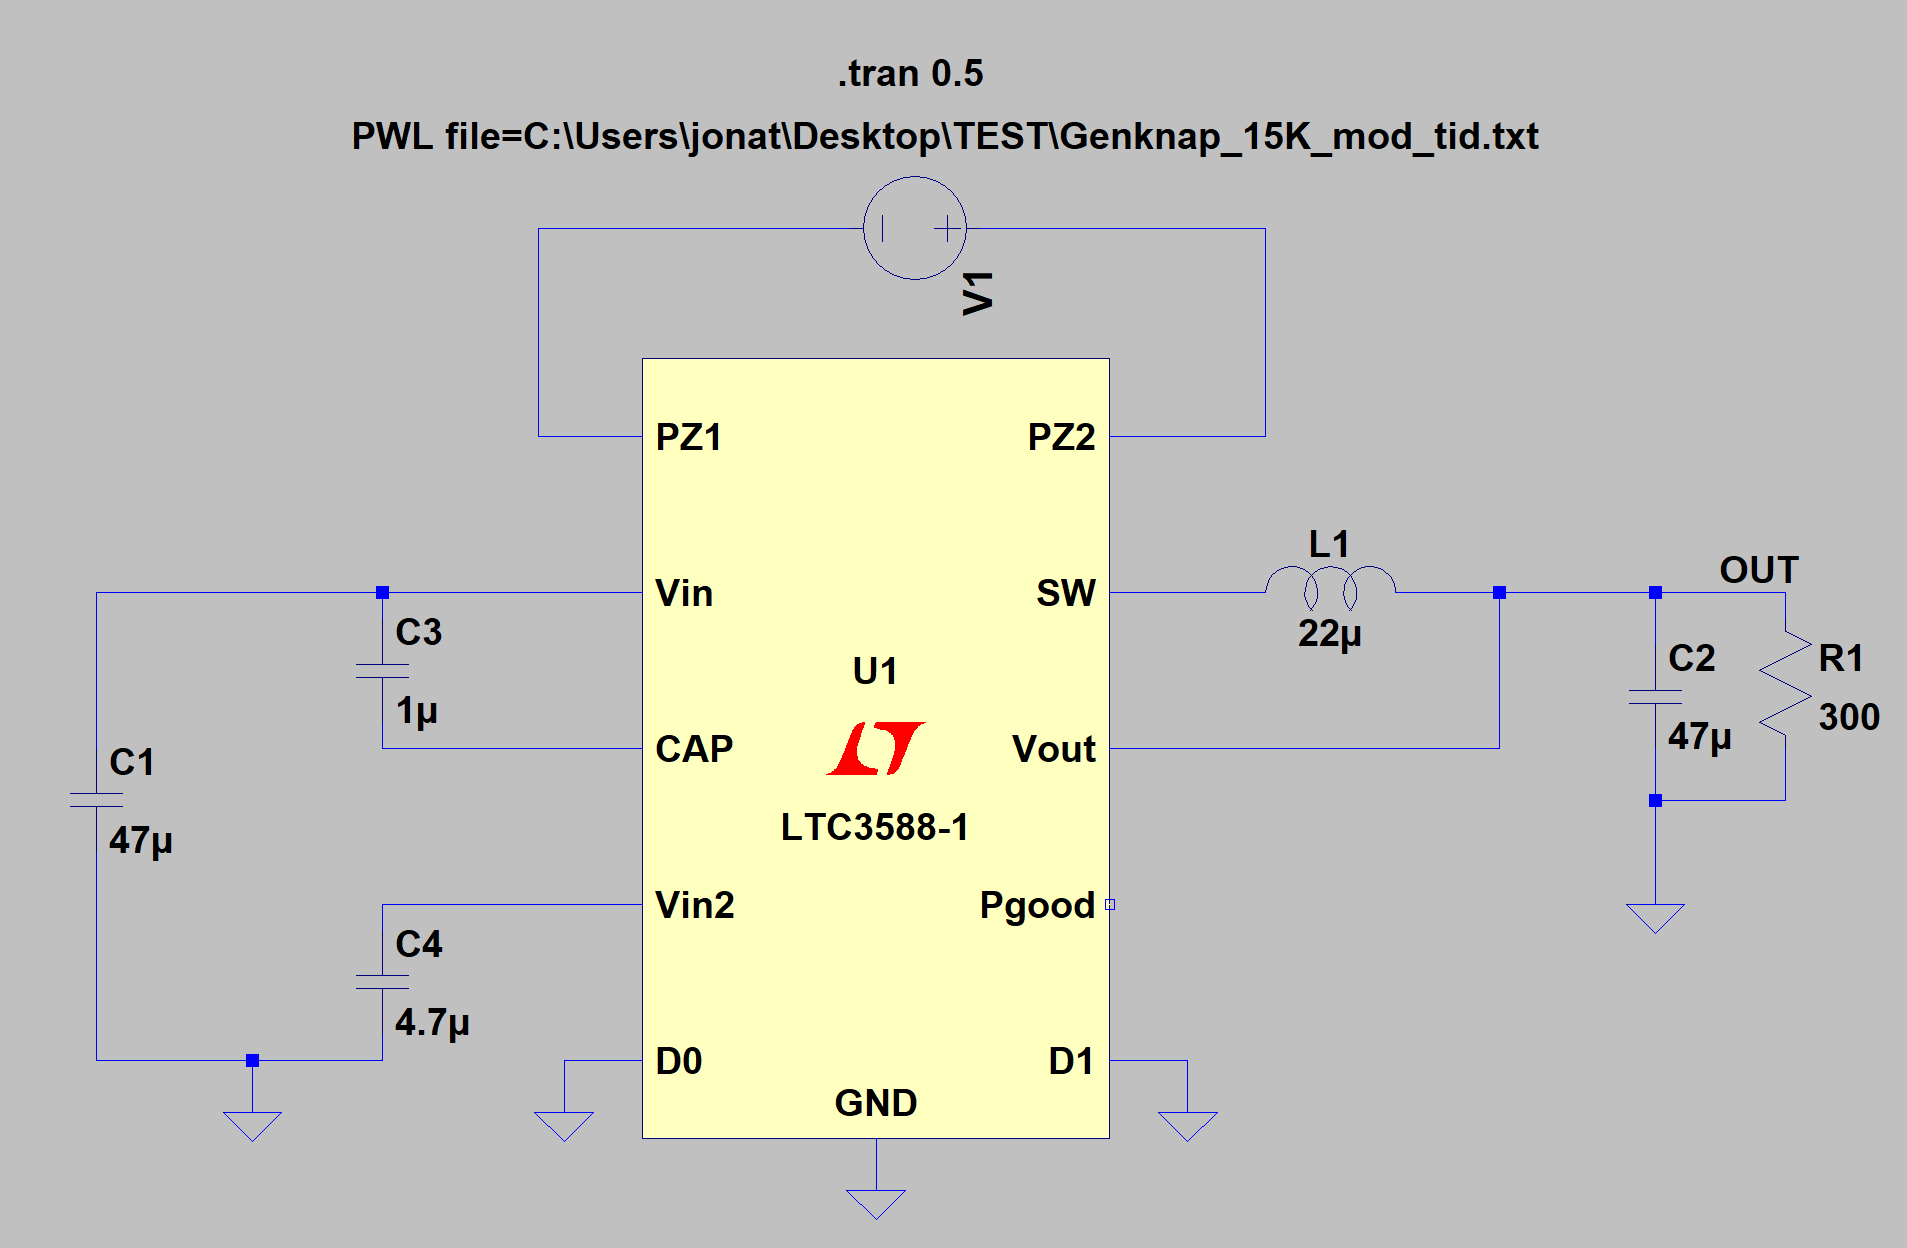 .tran 0.5
PWL file=C:\Users\jonat\Desktop\TEST\Genknap_15K_mod_tid.txt
V1
PZ1
PZ2
L1
OUT
Vin
SW
22µ
C3
1µ
U1
C2
47µ
R1
300
C1
47µ
CAP
Vout
LTC3588-1
Vin2
Pgood
C4
4.7µ
D0
D1
GND